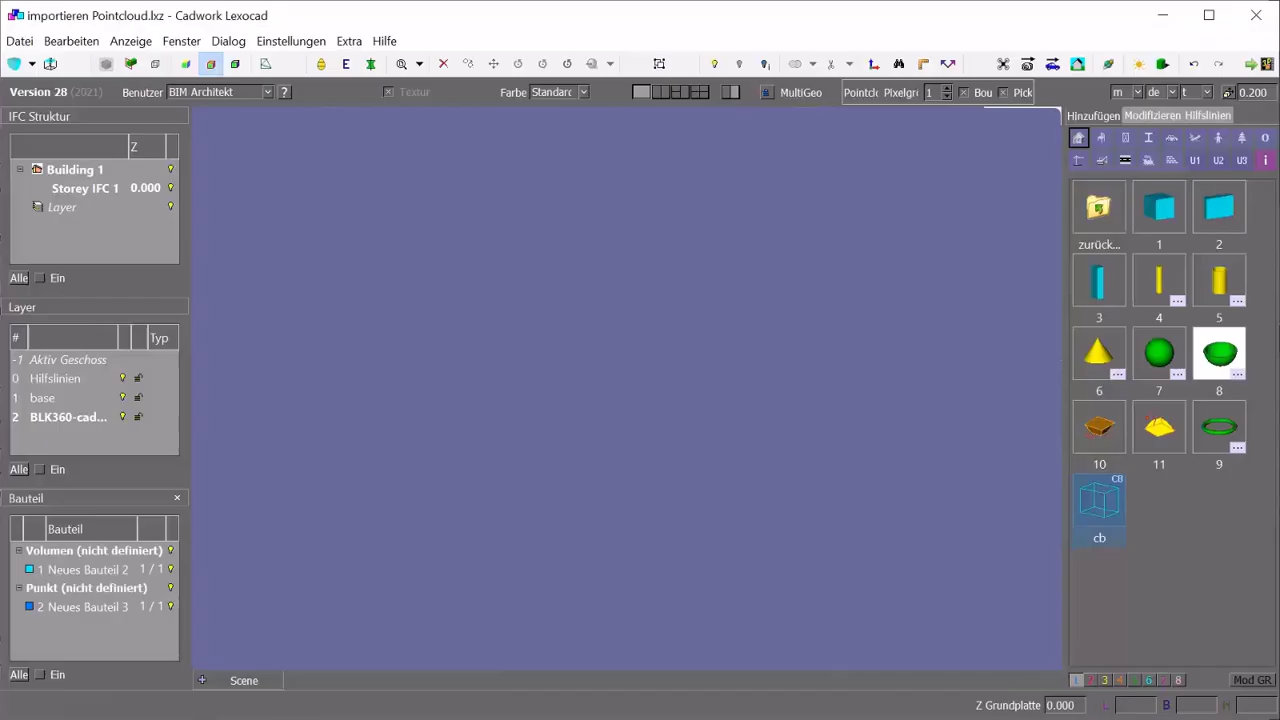 importieren Pointcloud.lxz - Cadwork Lexocad
Datei Bearbeiten Anzeige Fenster Dialog Einstellungen Extra Hilfe
Version 28 (2021) Benutzer BIM Architekt ? Textur Farbe Standarc MultiGeo Pointclc Pixelgrö 1 Bou Pick m de t 0.200
IFC Struktur
Z
Building 1
Storey IFC 1 0.000
Layer
Alle Ein
Layer
# Typ
-1 Aktiv Geschoss
0 Hilfslinien
1 base
2 BLK360-cad...
Alle Ein
Bauteil
Bauteil
Volumen (nicht definiert)
1 Neues Bauteil 2 1 / 1
Punkt (nicht definiert)
2 Neues Bauteil 3 1 / 1
Alle Ein
Scene
Hinzufügen Modifizieren Hilfslinien
U1 U2 U3 i
zurück... 1 2
3 4 5
6 7 8
10 11 9
CB
cb
1 2 3 4 6 8 Mod GR
Z Grundplatte 0.000 L B H